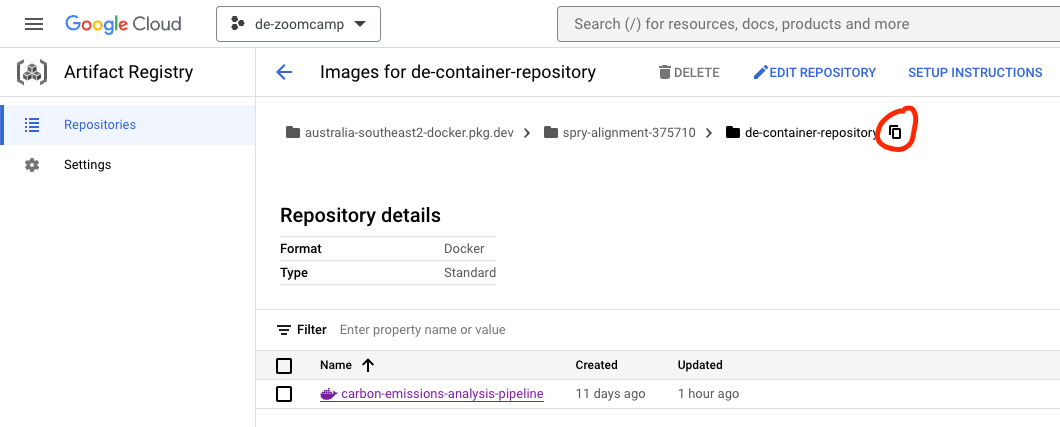 Google Cloud de-zoomcamp Search (/) for resources, docs, products and more
Artifact Registry
Repositories
Settings
Images for de-container-repository DELETE EDIT REPOSITORY SETUP INSTRUCTIONS
australia-southeast2-docker.pkg.dev spry-alignment-375710 de-container-repository
Repository details
Format Docker
Type Standard
Filter Enter property name or value
Name Created Updated
carbon-emissions-analysis-pipeline 11 days ago 1 hour ago